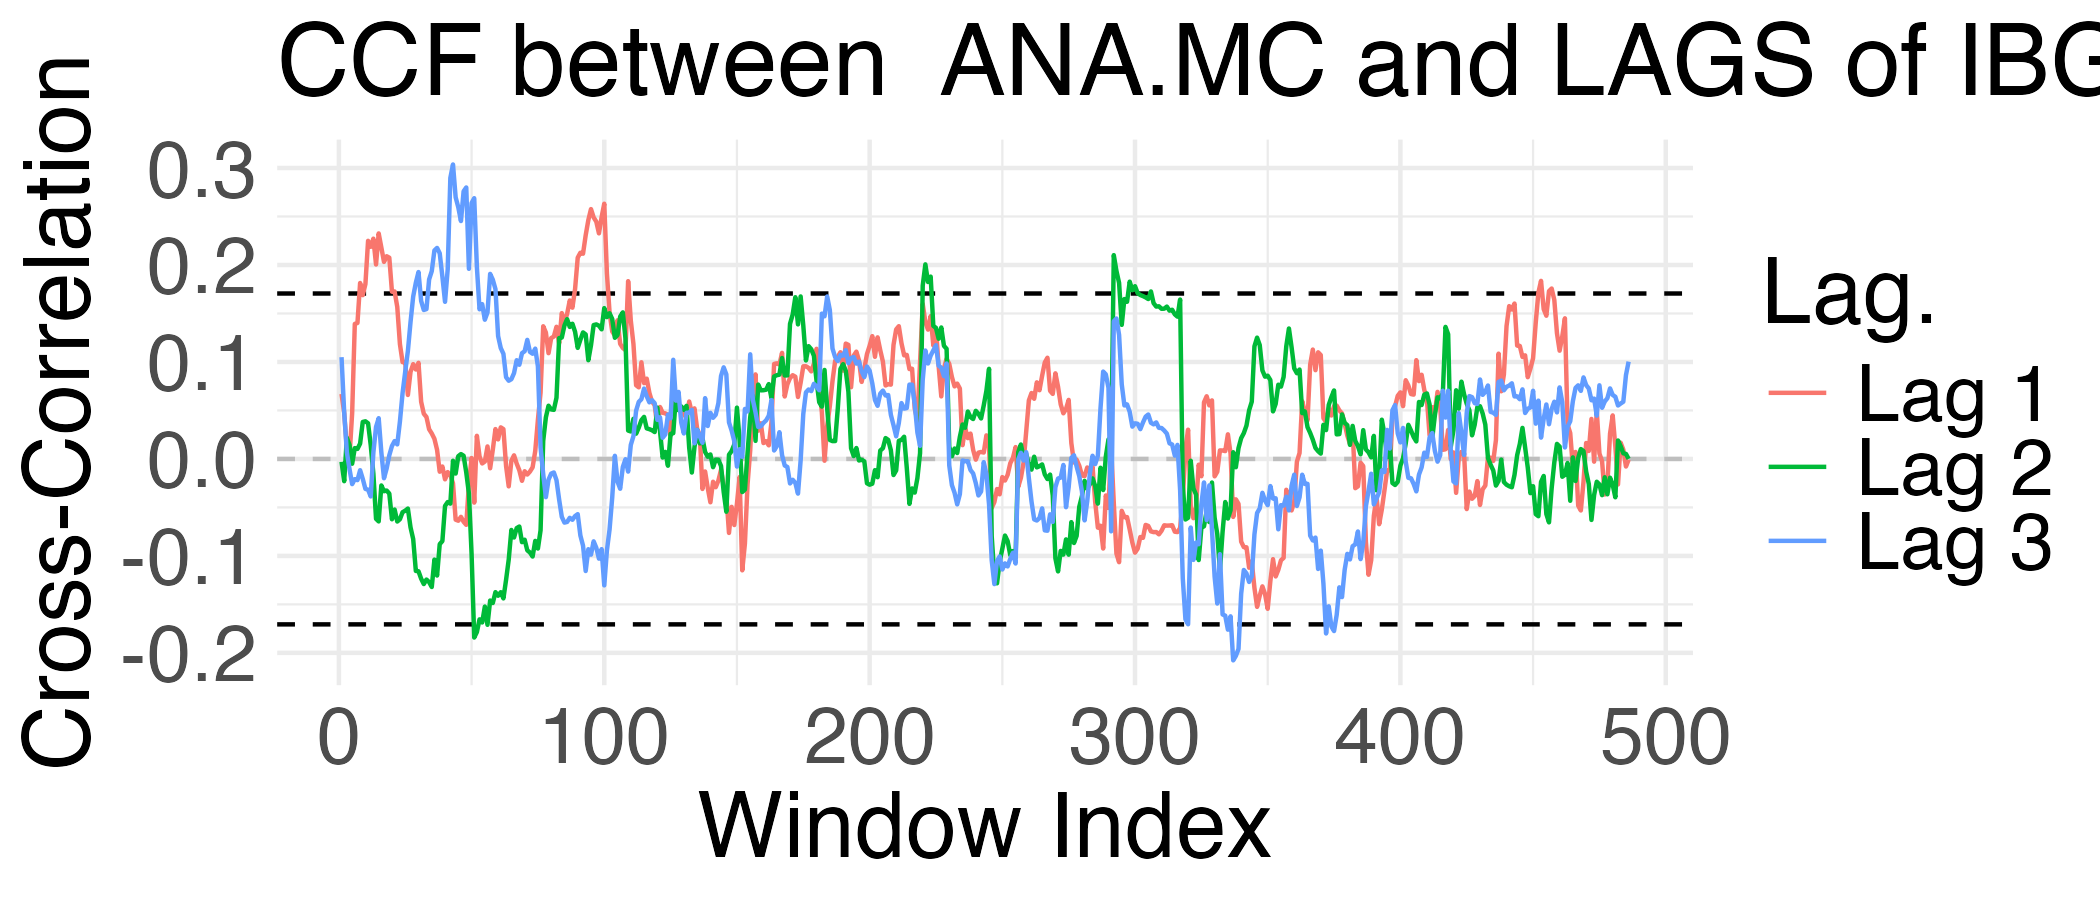 CCF between  ANA.MC and LAGS of IBG
Cross-Correlation
0.3
0.2
0.1
0.0
-0.1
-0.2
0 100 200 300 400 500
Window Index
Lag.
Lag 1
Lag 2
Lag 3